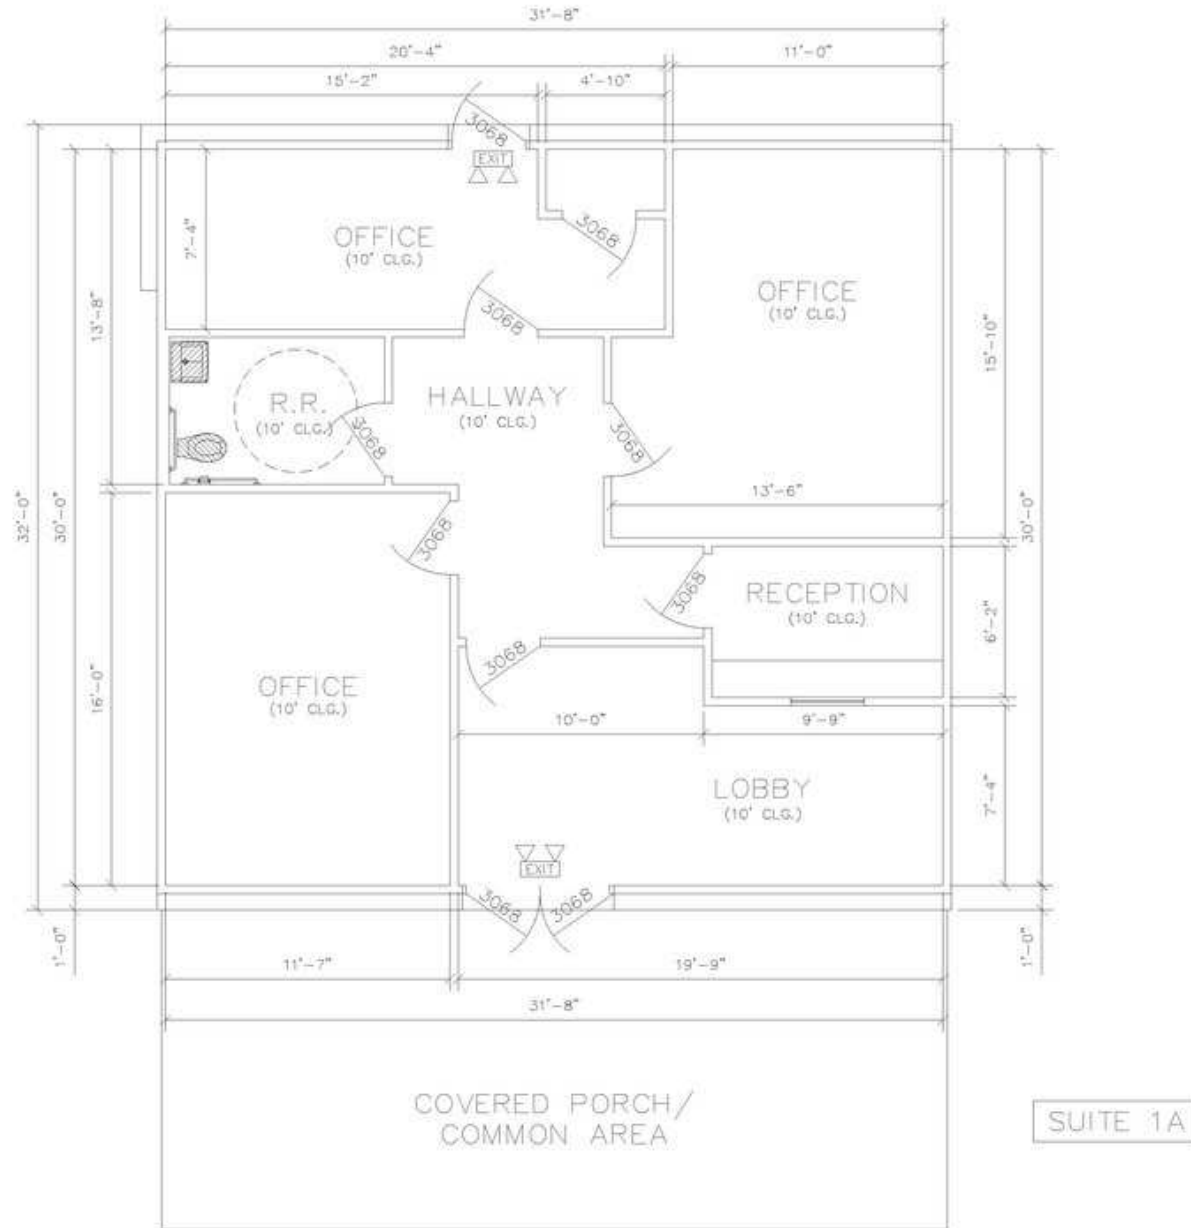 31'-8"
20'-4"
11'-0"
15'-2"
4'-10"
3068
EXIT
7'-4"
OFFICE
(10' CLG.)
3068
OFFICE
(10' CLG.)
3068
13'-8"
15'-10"
R.R.
(10' CLG.)
3068
HALLWAY
(10' CLG.)
3068
13'-6"
32'-0"
30'-0"
30'-0"
3068
3068
RECEPTION
(10' CLG.)
6'-2"
3068
16'-0"
OFFICE
(10' CLG.)
10'-0"
9'-9"
LOBBY
(10' CLG.)
7'-4"
EXIT
3068
3068
1'-0"
1'-0"
11'-7"
19'-9"
31'-8"
COVERED PORCH/
COMMON AREA
SUITE 1A